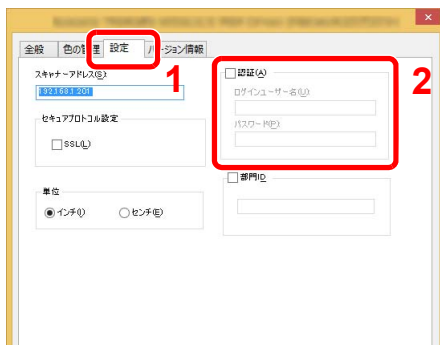 全般 色の管理 設定 バージョン情報
スキャナーアドレス(S):
192.168.1.201
セキュアプロトコル設定
SSL(L)
単位
インチ(I) センチ(E)
1
認証(A)
ログインユーザー名(U):
パスワード(P):
2
部門ID